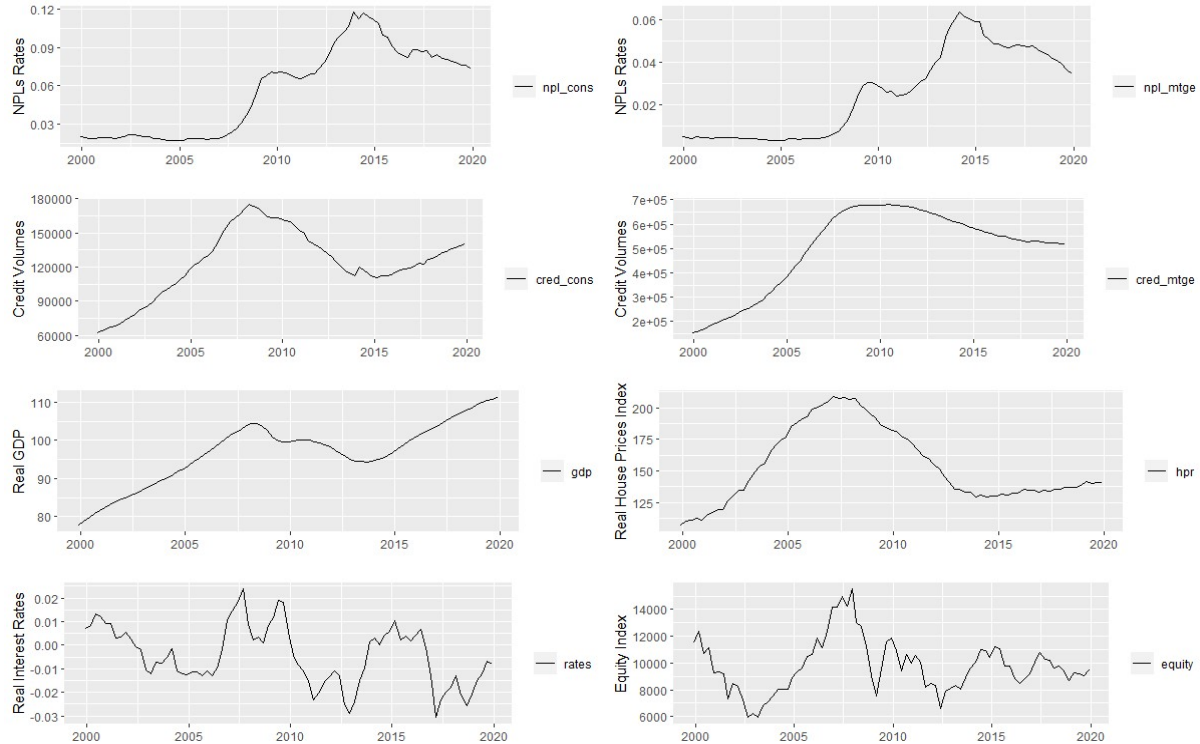 NPLs Rates
0.12
0.09
0.06
0.03
2000 2005 2010 2015 2020
npl_cons
NPLs Rates
0.06
0.04
0.02
2000 2005 2010 2015 2020
npl_mtge
Credit Volumes
180000
150000
120000
90000
60000
2000 2005 2010 2015 2020
cred_cons
Credit Volumes
7e+05
6e+05
5e+05
4e+05
3e+05
2e+05
2000 2005 2010 2015 2020
cred_mtge
Real GDP
110
100
90
80
2000 2005 2010 2015 2020
gdp
Real House Prices Index
200
175
150
125
2000 2005 2010 2015 2020
hpr
Real Interest Rates
0.02
0.01
0.00
-0.01
-0.02
-0.03
2000 2005 2010 2015 2020
rates
Equity Index
14000
12000
10000
8000
6000
2000 2005 2010 2015 2020
equity